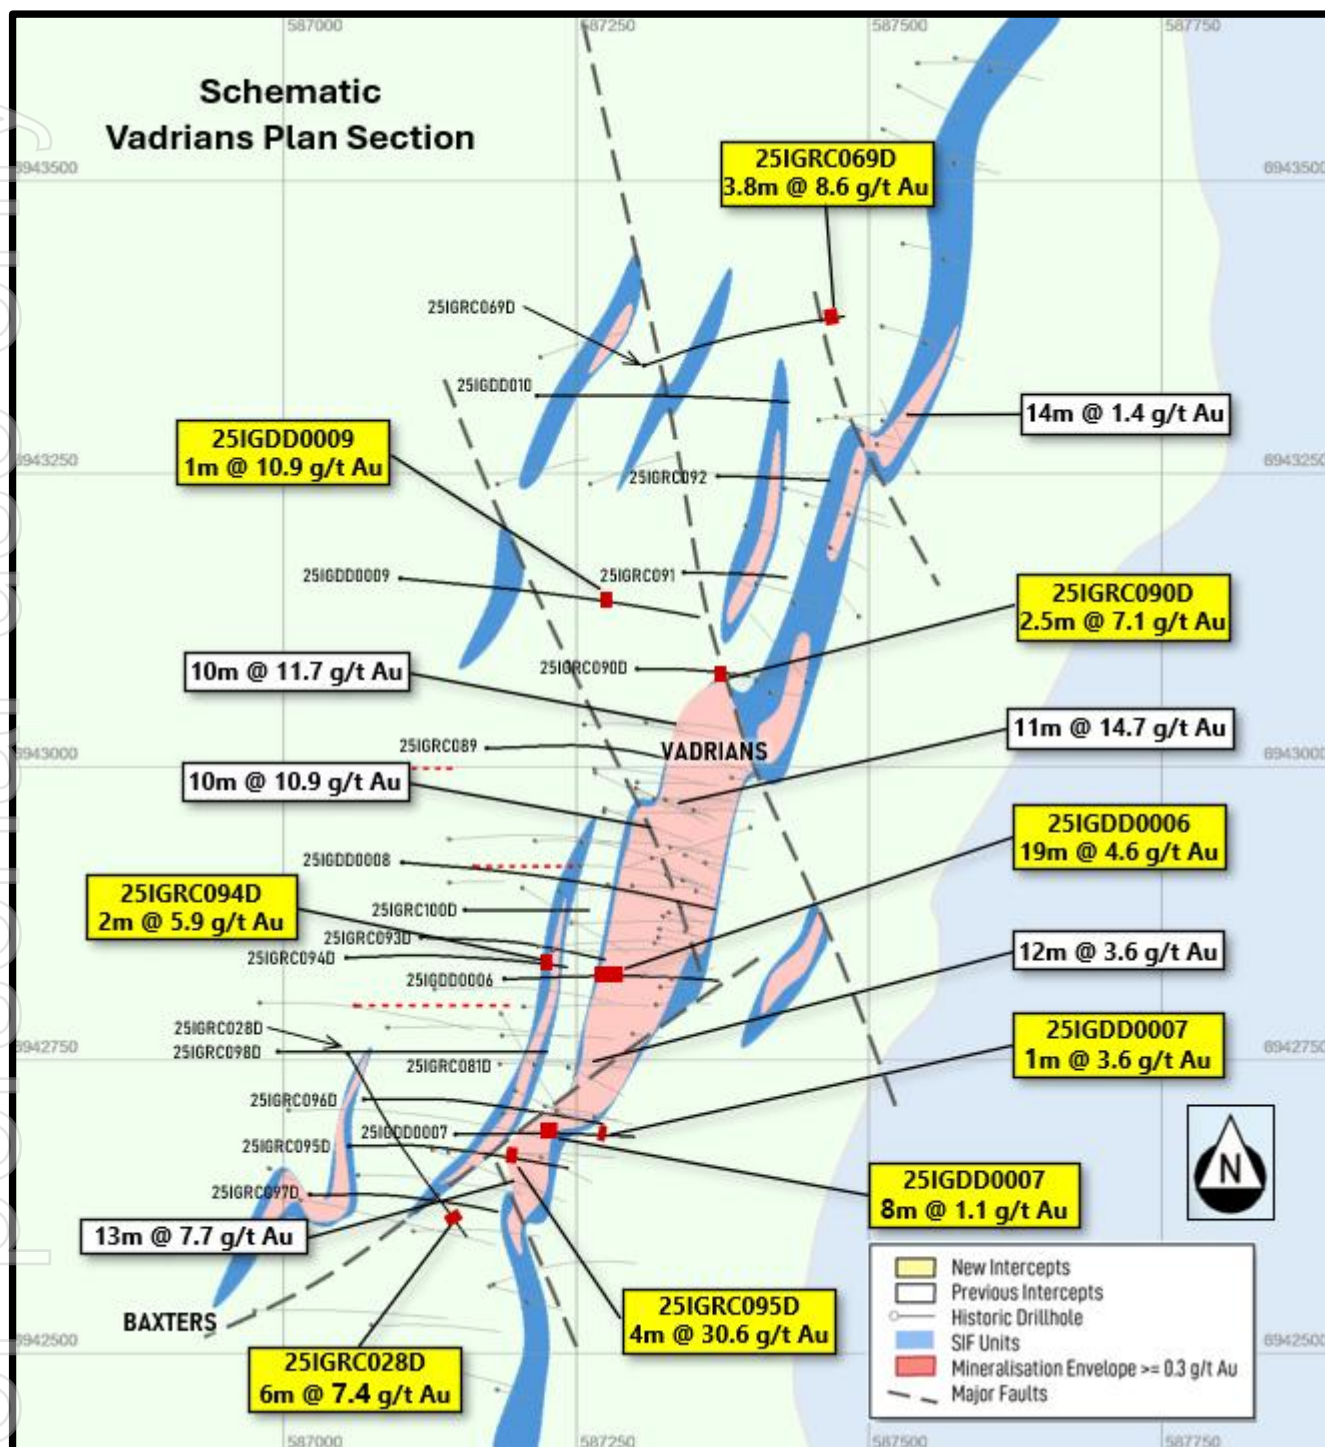 587000
587250
587500
587750
Schematic
Vadrians Plan Section
6943500
6943500
25IGRC069D
3.8m @ 8.6 g/t Au
25IGRC069D
25IGDD010
14m @ 1.4 g/t Au
25IGDD0009
1m @ 10.9 g/t Au
6943250
6943250
25IGRC092
25IGDD0009
25IGRC091
25IGRC090D
2.5m @ 7.1 g/t Au
10m @ 11.7 g/t Au
25IGRC090D
11m @ 14.7 g/t Au
25IGRC089
VADRIANS
6943000
6943000
10m @ 10.9 g/t Au
25IGDD0006
19m @ 4.6 g/t Au
25IGDD0008
25IGRC094D
2m @ 5.9 g/t Au
25IGRC100D
25IGRC093D
12m @ 3.6 g/t Au
25IGRC094D
25IGDD0006
25IGRC028D
25IGRC098D
25IGRC081D
25IGDD0007
1m @ 3.6 g/t Au
6942750
6942750
25IGRC096D
25IGDD0007
25IGRC095D
25IGRC097D
25IGDD0007
8m @ 1.1 g/t Au
N
13m @ 7.7 g/t Au
BAXTERS
25IGRC095D
4m @ 30.6 g/t Au
25IGRC028D
6m @ 7.4 g/t Au
6942500
6942500
New Intercepts
Previous Intercepts
Historic Drillhole
SIF Units
Mineralisation Envelope >= 0.3 g/t Au
Major Faults
587000
587250
587500
587750